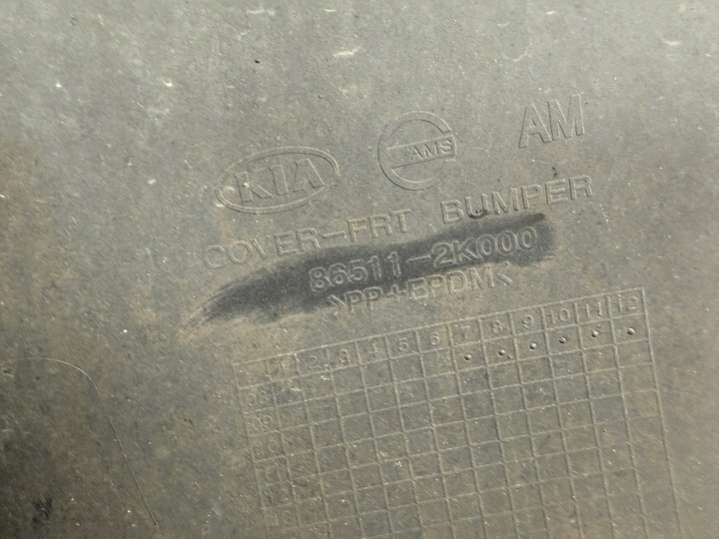 KIA AMS AM
COVER-FRT BUMPER
86511-2K000
>PP+EPDM<
1 2 3 4 5 6 7 8 9 10 11 12